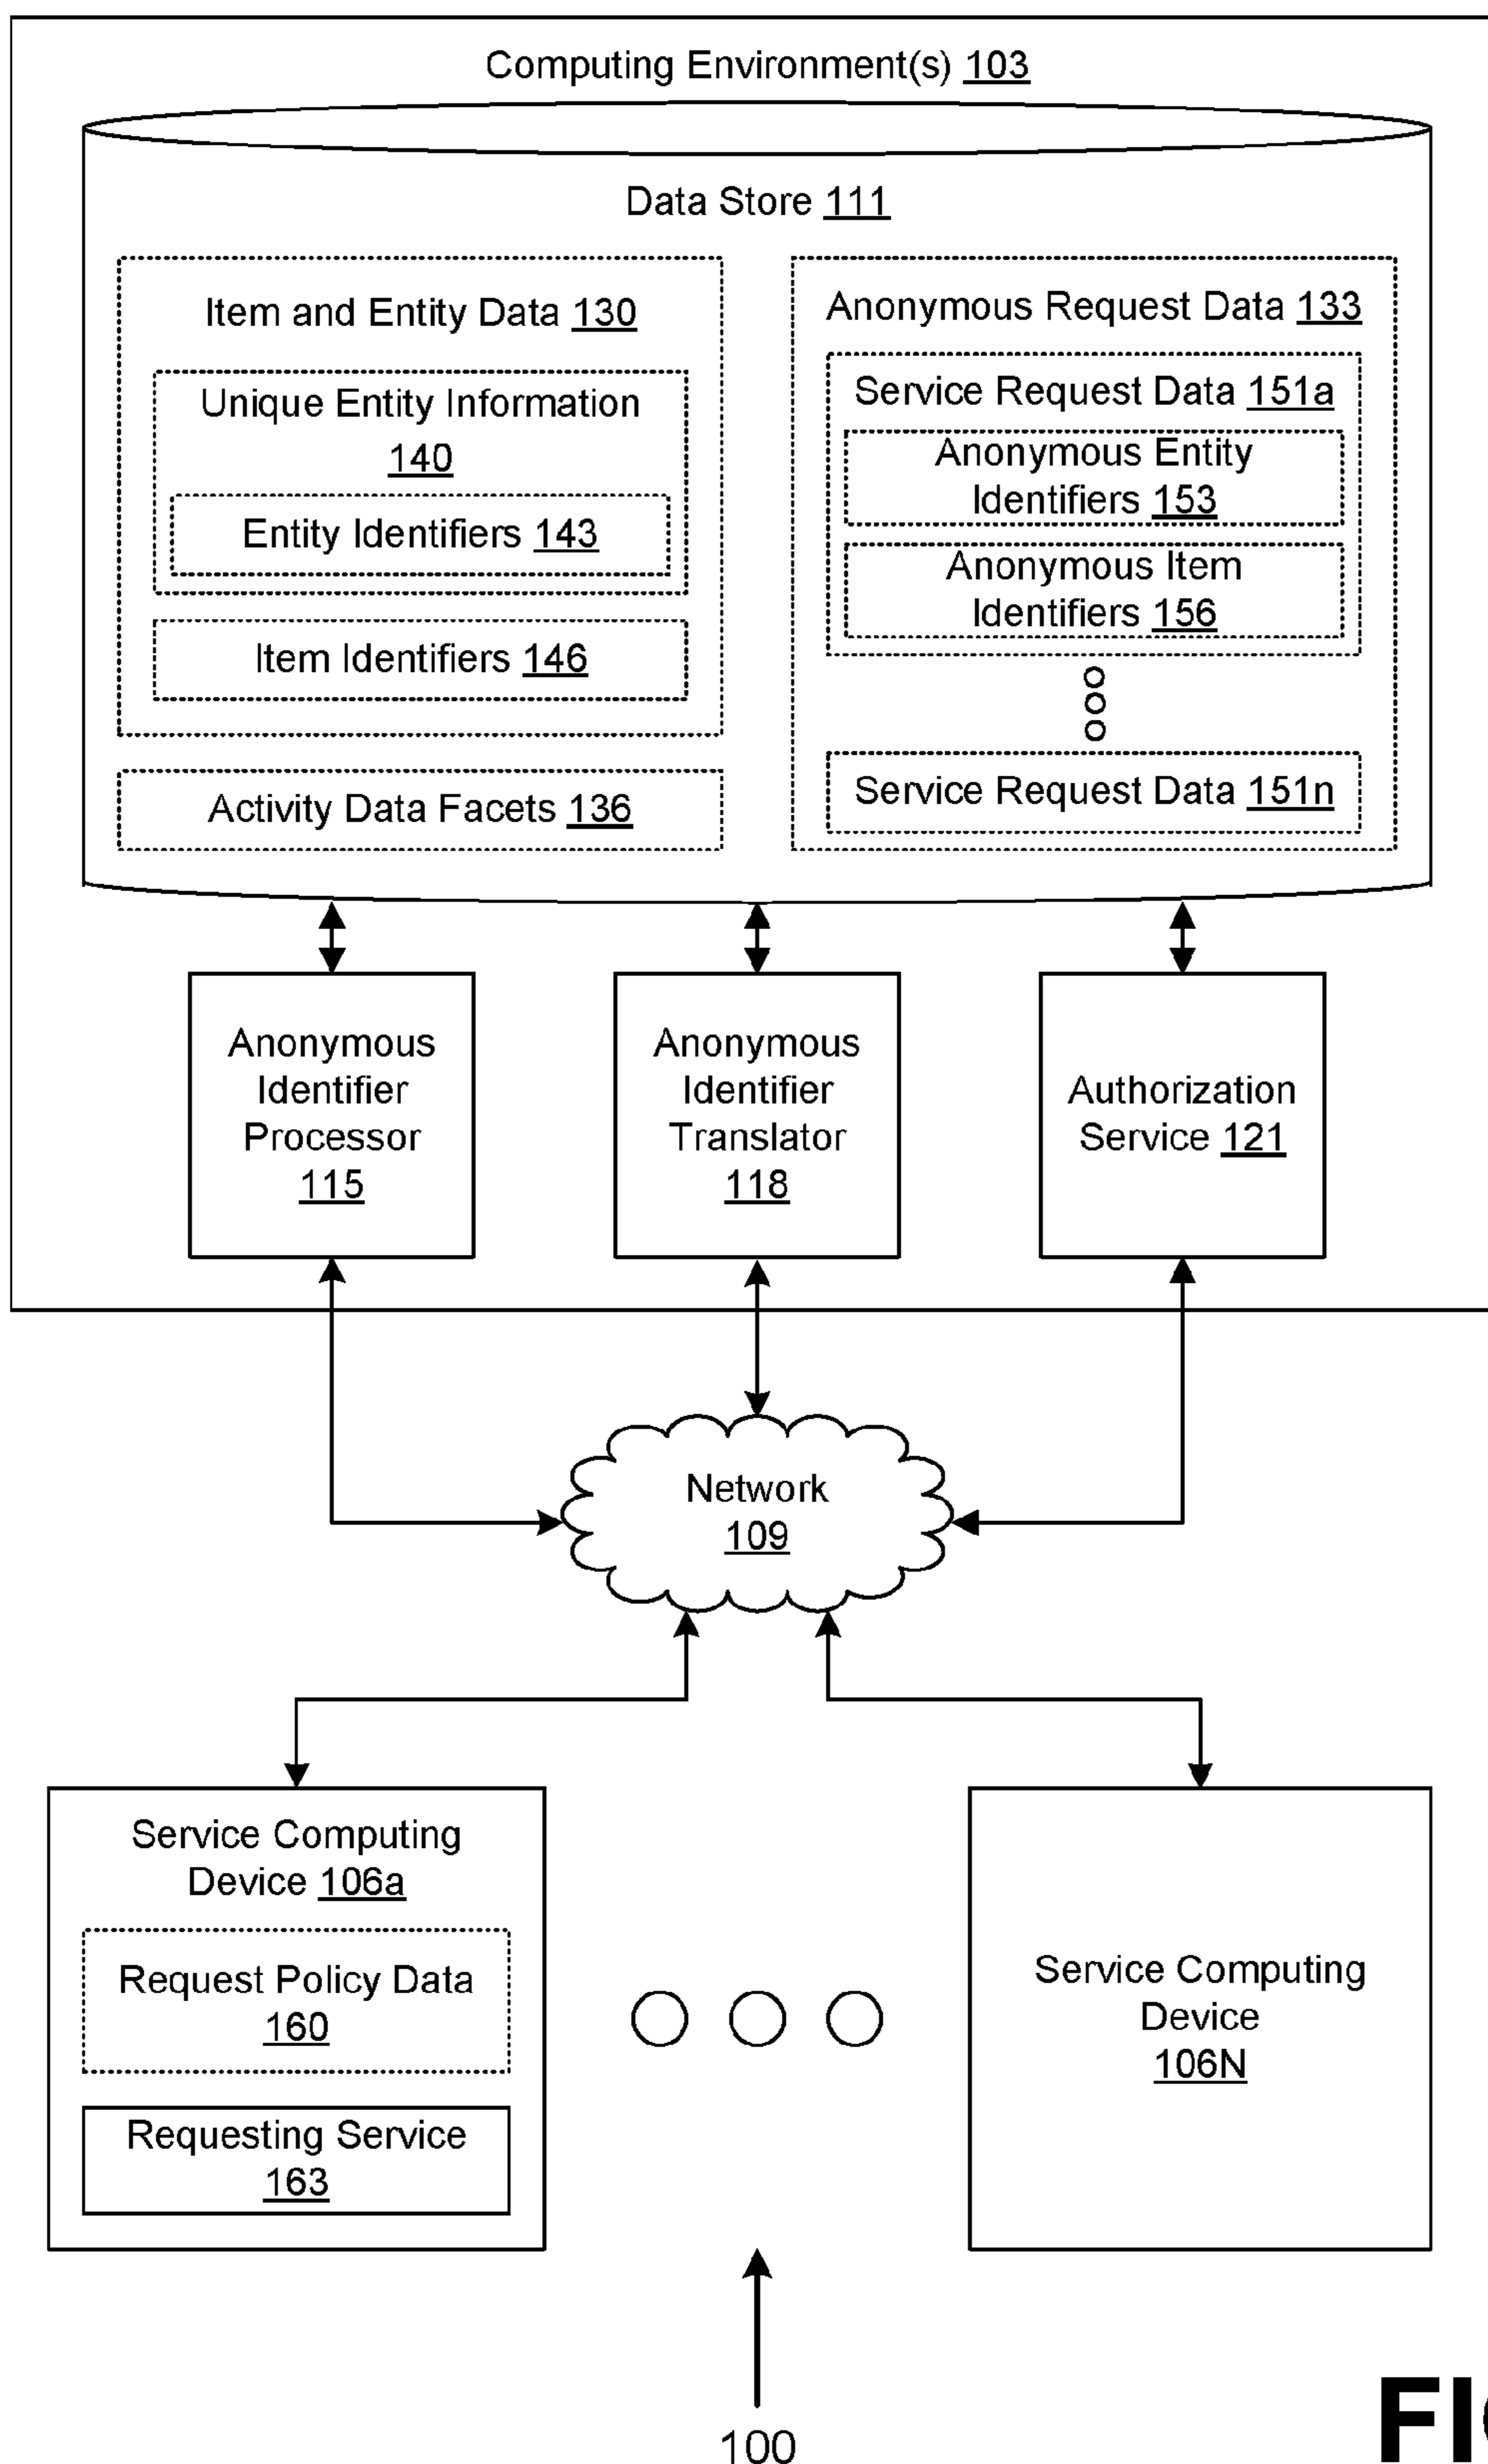 Computing Environment(s) 103
Data Store 111
Item and Entity Data 130
Unique Entity Information
140
Entity Identifiers 143
Item Identifiers 146
Activity Data Facets 136
Anonymous Request Data 133
Service Request Data 151a
Anonymous Entity
Identifiers 153
Anonymous Item
Identifiers 156
Service Request Data 151n
Anonymous
Identifier
Processor
115
Anonymous
Identifier
Translator
118
Authorization
Service 121
Network
109
Service Computing
Device 106a
Request Policy Data
160
Requesting Service
163
Service Computing
Device
106N
100